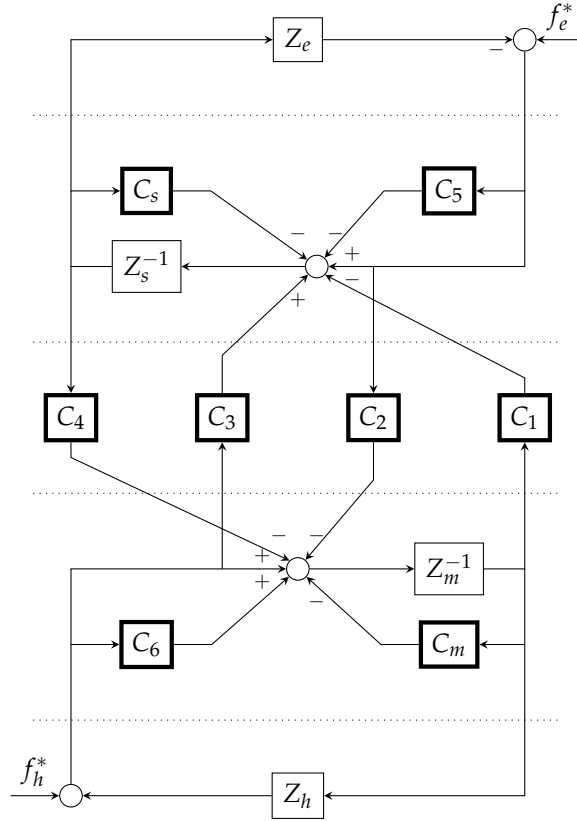 Z_e
f_e^*
−
C_s
C_5
− −
Z_s^{-1}
+
+ −
C_4 C_3 C_2 C_1
− −
+
+
Z_m^{-1}
−
C_6
C_m
f_h^*
Z_h